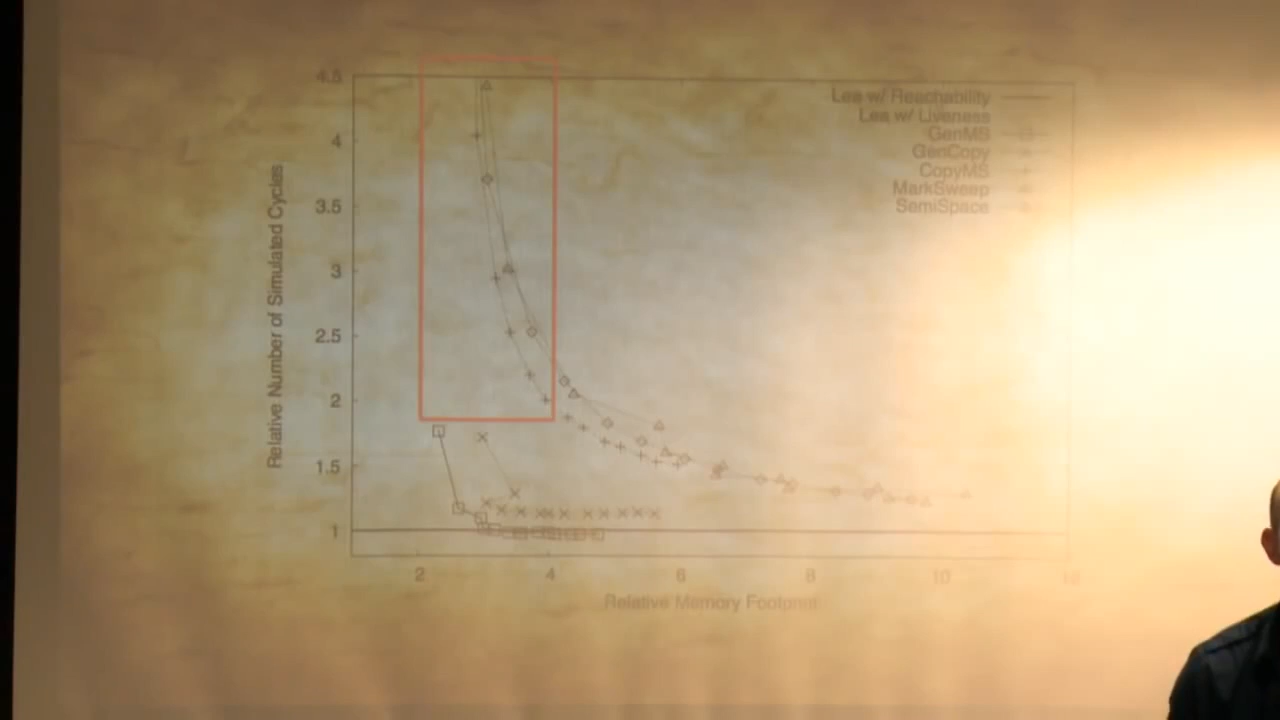 4.5
4
3.5
3
2.5
2
1.5
1
Relative Number of Simulated Cycles
Lea w/ Reachability
Lea w/ Liveness
GenMS
GenCopy
CopyMS
MarkSweep
SemiSpace
2 4 6 8 10
Relative Memory Footprint